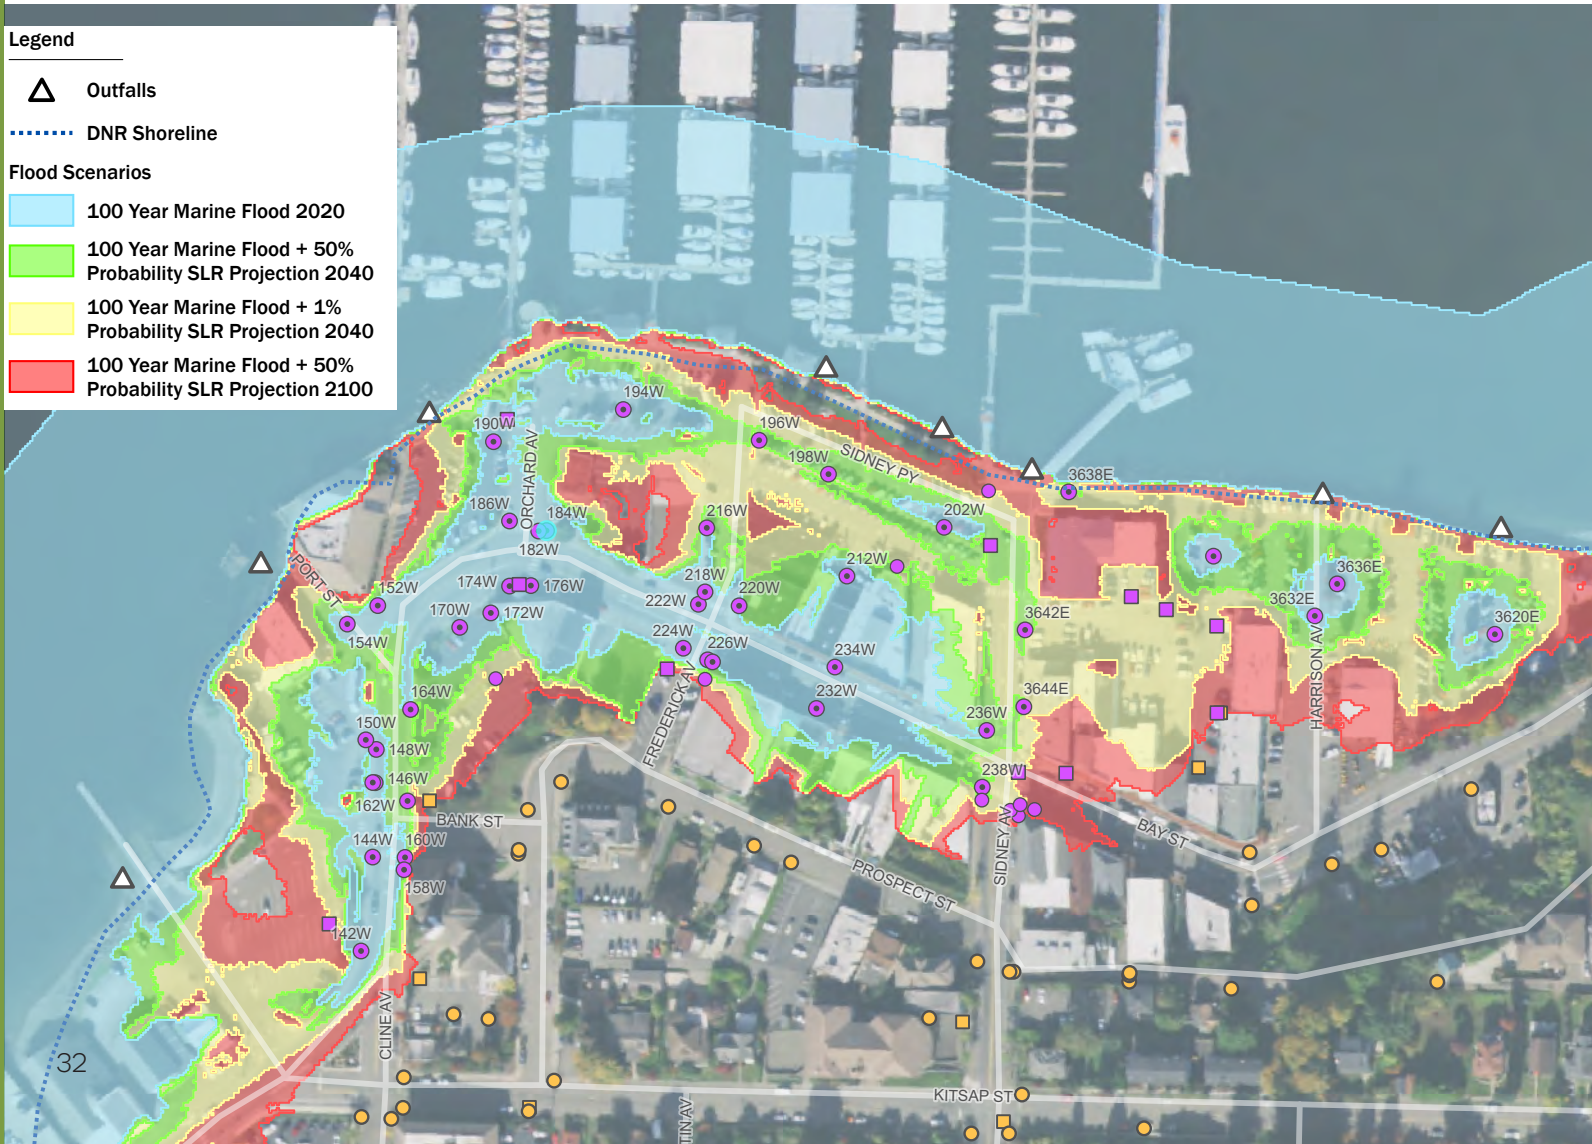 Legend
Outfalls
DNR Shoreline
Flood Scenarios
100 Year Marine Flood 2020
100 Year Marine Flood + 50%
Probability SLR Projection 2040
100 Year Marine Flood + 1%
Probability SLR Projection 2040
100 Year Marine Flood + 50%
Probability SLR Projection 2100
194W
190W
196W
ORCHARD AV
SIDNEY PY
198W
3638E
186W
184W
216W
202W
182W
PORT ST
152W
174W
176W
218W
212W
3636E
170W
172W
222W
220W
3632E
3620E
154W
3642E
224W
226W
234W
HARRISON AV
164W
FREDERICK AV
232W
3644E
150W
148W
236W
146W
238W
162W
BANK ST
SIDNEY AV
BAY ST
144W
160W
158W
PROSPECT ST
142W
CLINE AV
32
KITSAP ST
TIN AV